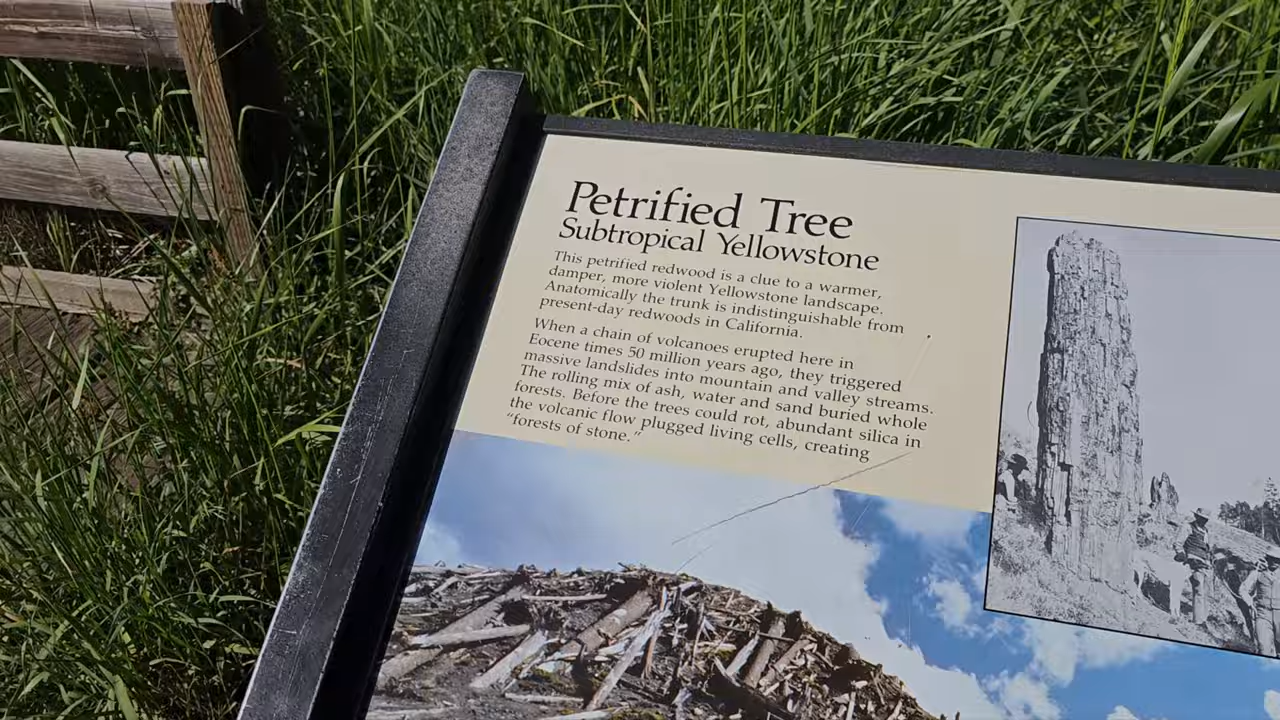 Petrified Tree
Subtropical Yellowstone
This petrified redwood is a clue to a warmer,
damper, more violent Yellowstone landscape.
Anatomically the trunk is indistinguishable from
present-day redwoods in California.
When a chain of volcanoes erupted here in
Eocene times 50 million years ago, they triggered
massive landslides into mountain and valley streams.
The rolling mix of ash, water and sand buried whole
forests. Before the trees could rot, abundant silica in
the volcanic flow plugged living cells, creating
“forests of stone.”